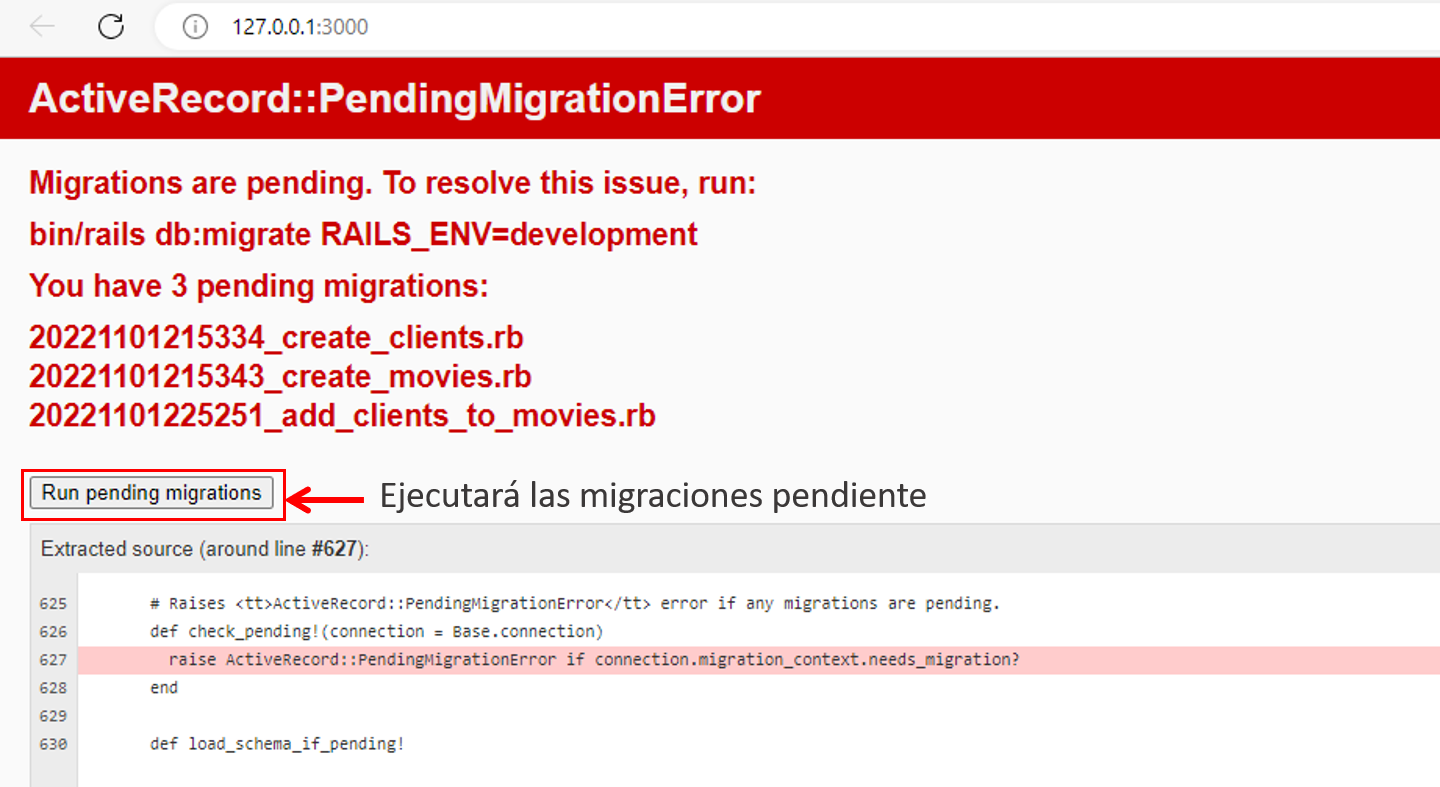 127.0.0.1:3000
ActiveRecord::PendingMigrationError
Migrations are pending. To resolve this issue, run:
bin/rails db:migrate RAILS_ENV=development
You have 3 pending migrations:
20221101215334_create_clients.rb
20221101215343_create_movies.rb
20221101225251_add_clients_to_movies.rb
Run pending migrations
Ejecutará las migraciones pendiente
Extracted source (around line #627):
625 # Raises <tt>ActiveRecord::PendingMigrationError</tt> error if any migrations are pending.
626 def check_pending!(connection = Base.connection)
627 raise ActiveRecord::PendingMigrationError if connection.migration_context.needs_migration?
628 end
629
630 def load_schema_if_pending!